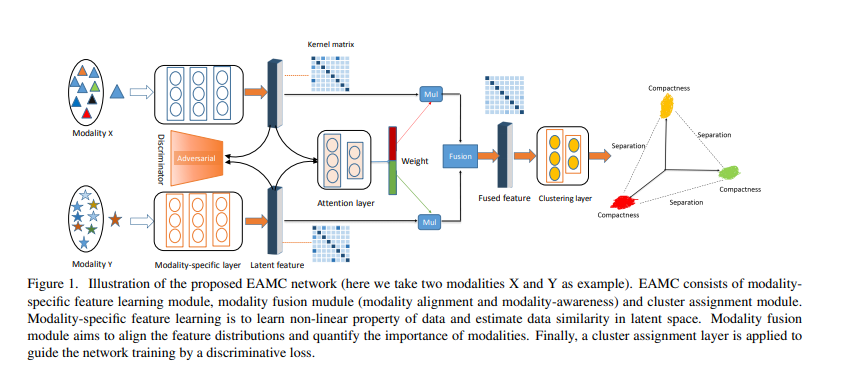 Kernel matrix
Modality X
Discriminator
Adversarial
Mul
Attention layer
Weight
Fusion
Mul
Fused feature
Clustering layer
Compactness
Separation
Separation
Compactness
Separation
Compactness
Modality Y
Modality-specific layer
Latent feature
Figure 1. Illustration of the proposed EAMC network (here we take two modalities X and Y as example). EAMC consists of modality-
specific feature learning module, modality fusion mudule (modality alignment and modality-awareness) and cluster assignment module.
Modality-specific feature learning is to learn non-linear property of data and estimate data similarity in latent space. Modality fusion
module aims to align the feature distributions and quantify the importance of modalities. Finally, a cluster assignment layer is applied to
guide the network training by a discriminative loss.